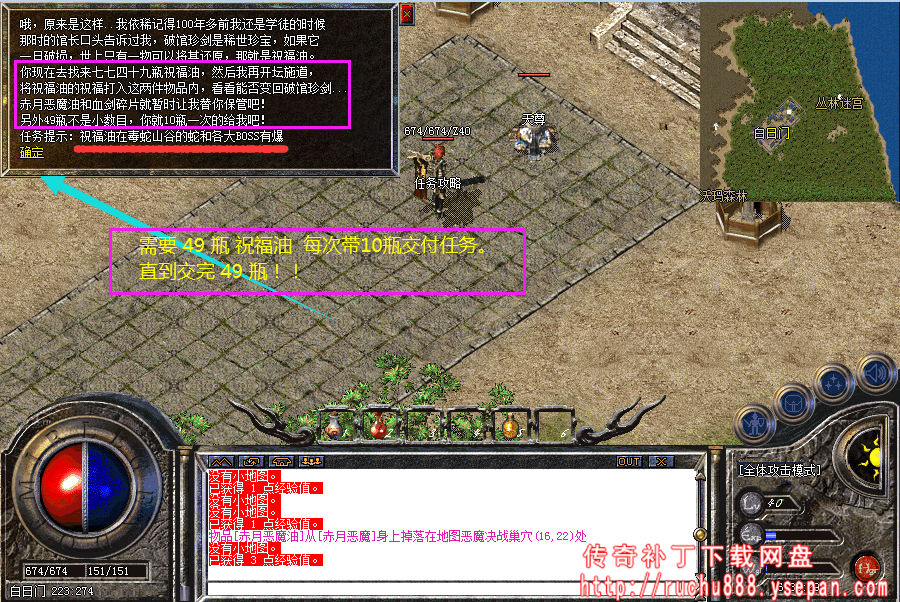 哦，原来是这样...我依稀记得100年多前我还是学徒的时候
那时的馆长口头告诉过我，破馆珍剑是稀世珍宝，如果它
一旦破损，世上只有一物可以将其还原，那就是祝福油。
你现在去找来七七四十九瓶祝福油，然后我再开坛施道，
将祝福油的祝福打入这两件物品内，看看能否变回破馆珍剑...
赤月恶魔油和血剑碎片就暂时让我替你保管吧！
另外49瓶不是小数目，你就10瓶一次的给我吧！
任务提示：祝福油在毒蛇山谷的蛇和各大BOSS有爆
确定
674/674/Z40
天尊
任务攻略
丛林迷宫
白日门
沃玛森林
需要 49 瓶 祝福油 每次带10瓶交付任务。
直到交完 49 瓶！！
5
6
OUT
没有小地图。
已获得 1 点经验值。
没有小地图。
没有小地图。
已获得 1 点经验值。
物品[赤月恶魔油]从[赤月恶魔]身上掉落在地图恶魔决战巢穴(16,22)处
没有小地图。
已获得 3 点经验值。
[全体攻击模式]
Lv
40
Exp
674/674
151/151
白日门 223:274
传奇补丁下载网盘
http://ruchu888.ysepan.com